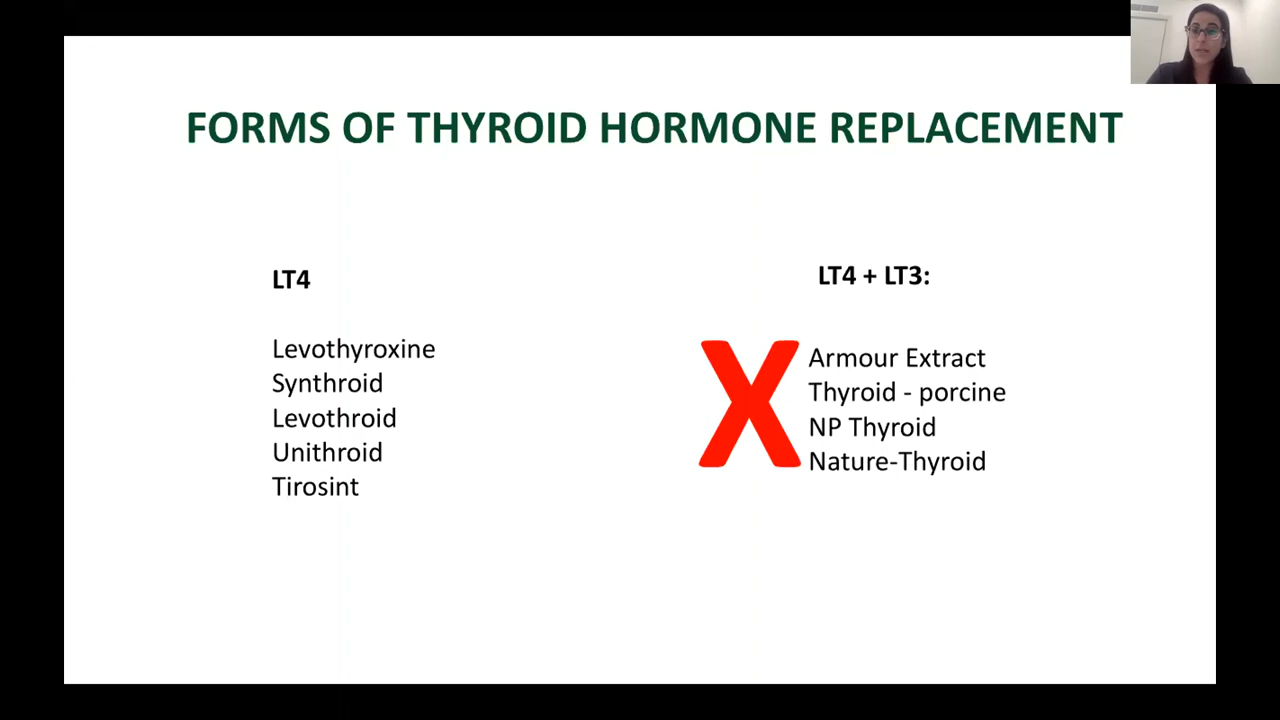 FORMS OF THYROID HORMONE REPLACEMENT
LT4
Levothyroxine
Synthroid
Levothroid
Unithroid
Tirosint
LT4 + LT3:
X
Armour Extract
Thyroid - porcine
NP Thyroid
Nature-Thyroid